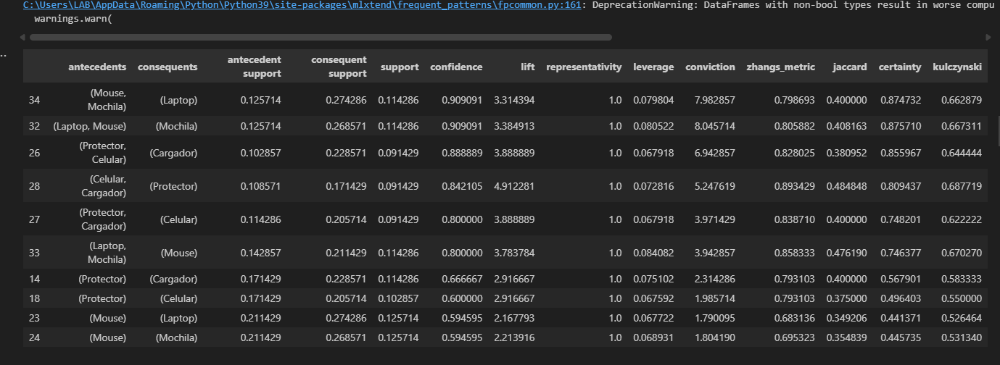 C:\Users\LAB\AppData\Roaming\Python\Python39\site-packages\mlxtend\frequent_patterns\fpcommon.py:161: DeprecationWarning: DataFrames with non-bool types result in worse compu
warnings.warn(
..
antecedents consequents antecedent support consequent support support confidence lift representativity leverage conviction zhangs_metric jaccard certainty kulczynski
34 (Mouse, Mochila) (Laptop) 0.125714 0.274286 0.114286 0.909091 3.314394 1.0 0.079804 7.982857 0.798693 0.400000 0.874732 0.662879
32 (Laptop, Mouse) (Mochila) 0.125714 0.268571 0.114286 0.909091 3.384913 1.0 0.080522 8.045714 0.805882 0.408163 0.875710 0.667311
26 (Protector, Celular) (Cargador) 0.102857 0.228571 0.091429 0.888889 3.888889 1.0 0.067918 6.942857 0.828025 0.380952 0.855967 0.644444
28 (Celular, Cargador) (Protector) 0.108571 0.171429 0.091429 0.842105 4.912281 1.0 0.072816 5.247619 0.893429 0.484848 0.809437 0.687719
27 (Protector, Cargador) (Celular) 0.114286 0.205714 0.091429 0.800000 3.888889 1.0 0.067918 3.971429 0.838710 0.400000 0.748201 0.622222
33 (Laptop, Mochila) (Mouse) 0.142857 0.211429 0.114286 0.800000 3.783784 1.0 0.084082 3.942857 0.858333 0.476190 0.746377 0.670270
14 (Protector) (Cargador) 0.171429 0.228571 0.114286 0.666667 2.916667 1.0 0.075102 2.314286 0.793103 0.400000 0.567901 0.583333
18 (Protector) (Celular) 0.171429 0.205714 0.102857 0.600000 2.916667 1.0 0.067592 1.985714 0.793103 0.375000 0.496403 0.550000
23 (Mouse) (Laptop) 0.211429 0.274286 0.125714 0.594595 2.167793 1.0 0.067722 1.790095 0.683136 0.349206 0.441371 0.526464
24 (Mouse) (Mochila) 0.211429 0.268571 0.125714 0.594595 2.213916 1.0 0.068931 1.804190 0.695323 0.354839 0.445735 0.531340